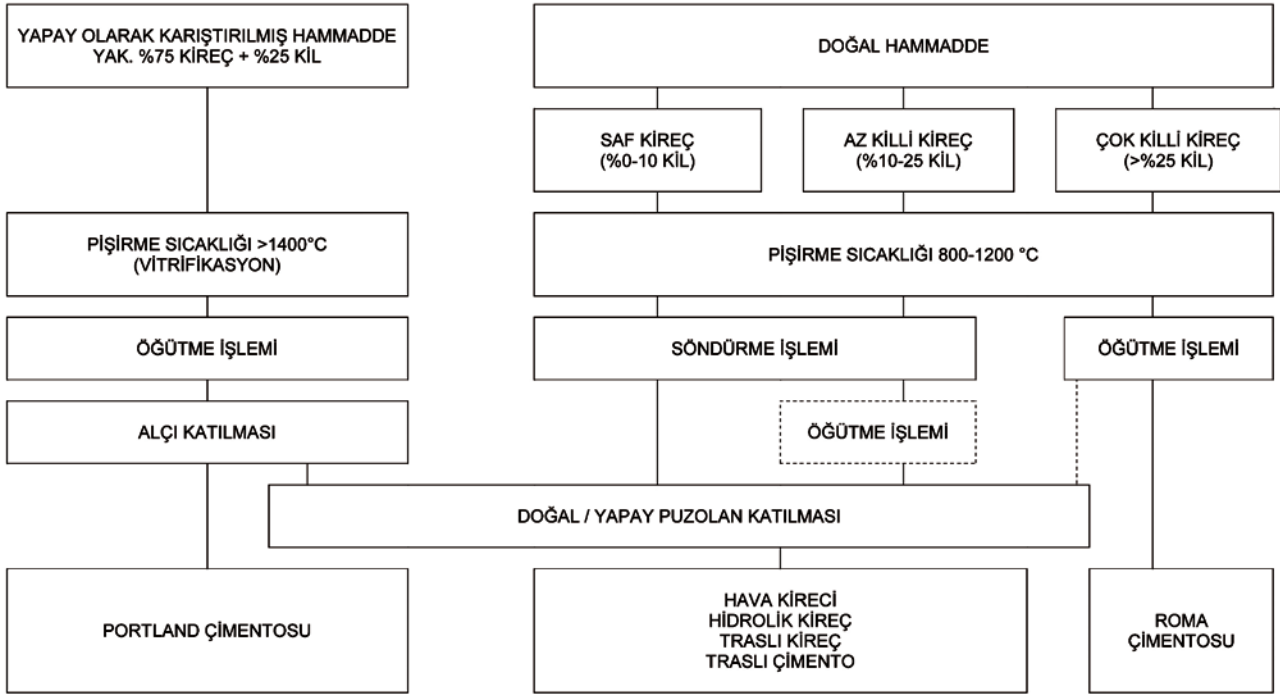 YAPAY OLARAK KARIŞTIRILMIŞ HAMMADDE
YAK. %75 KİREÇ + %25 KİL
DOĞAL HAMMADDE
SAF KİREÇ
(%0-10 KİL)
AZ KİLLİ KİREÇ
(%10-25 KİL)
ÇOK KİLLİ KİREÇ
(>%25 KİL)
PİŞİRME SICAKLIĞI >1400°C
(VİTRİFİKASYON)
PİŞİRME SICAKLIĞI 800-1200 °C
ÖĞÜTME İŞLEMİ
SÖNDÜRME İŞLEMİ
ÖĞÜTME İŞLEMİ
ALÇI KATILMASI
ÖĞÜTME İŞLEMİ
DOĞAL / YAPAY PUZOLAN KATILMASI
PORTLAND ÇİMENTOSU
HAVA KİRECİ
HİDROLİK KİREÇ
TRASLI KİREÇ
TRASLI ÇİMENTO
ROMA
ÇİMENTOSU